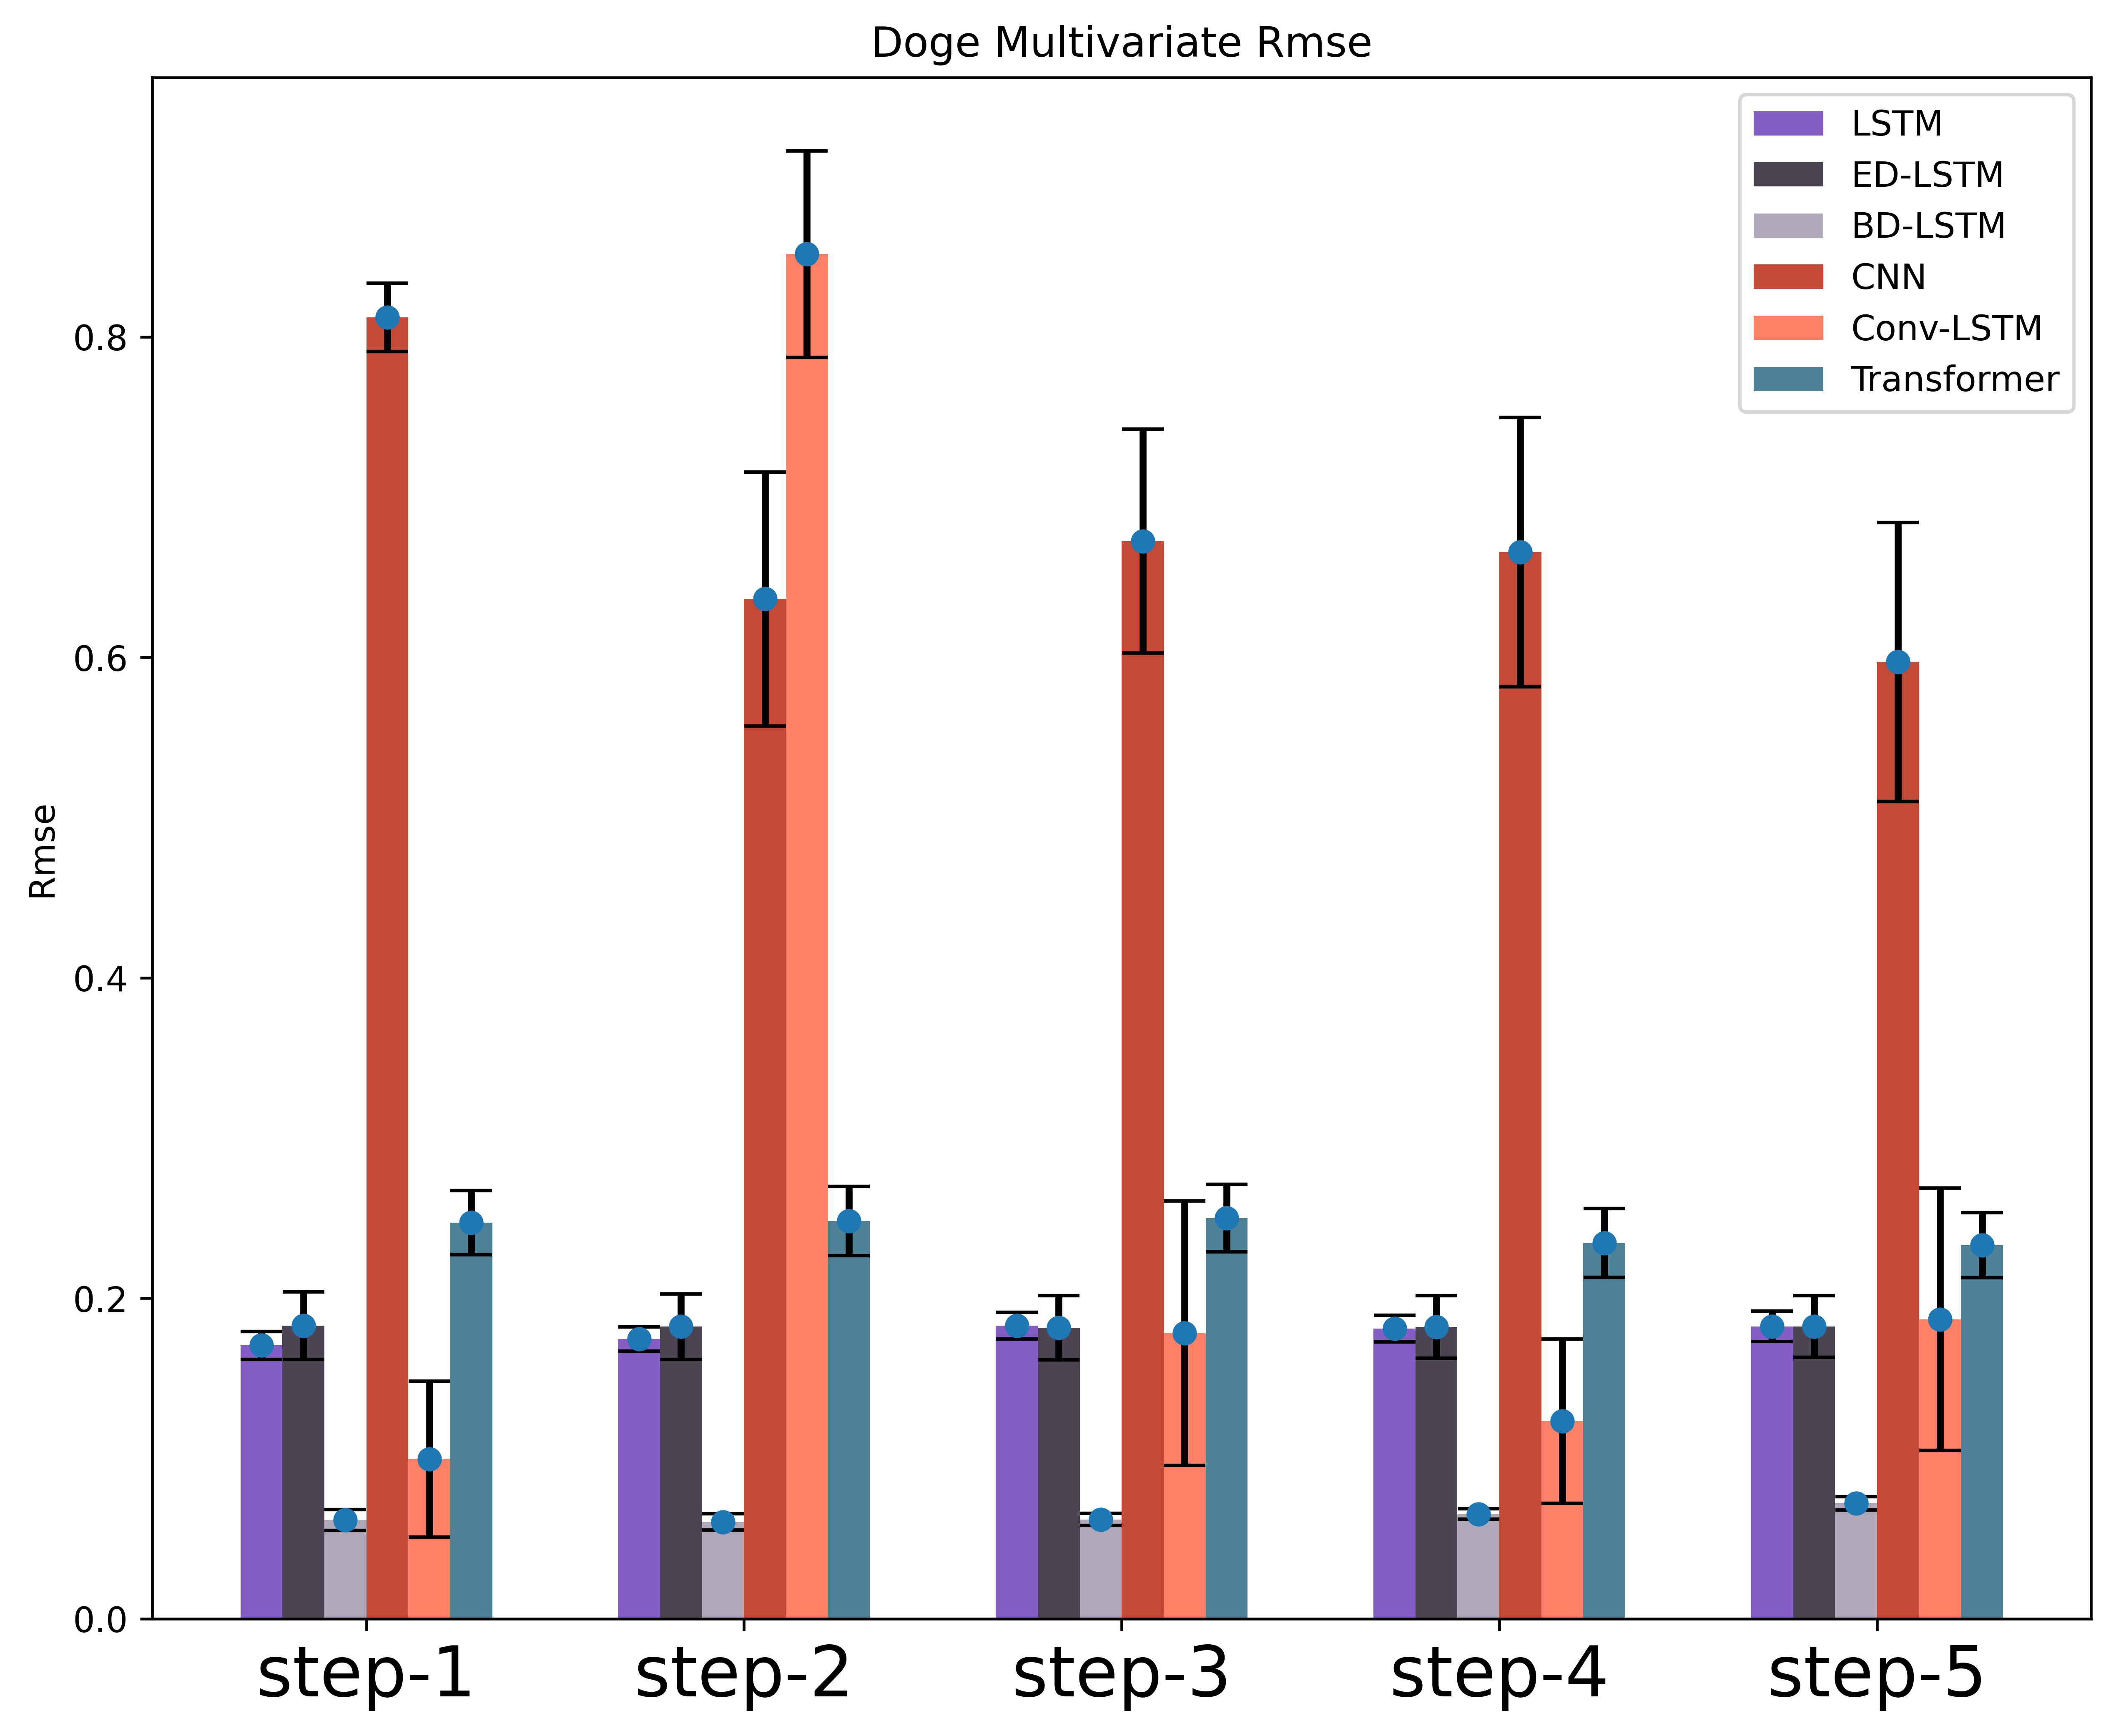 Doge Multivariate Rmse
LSTM
ED-LSTM
BD-LSTM
CNN
Conv-LSTM
Transformer
Rmse
0.8
0.6
0.4
0.2
0.0
step-1
step-2
step-3
step-4
step-5